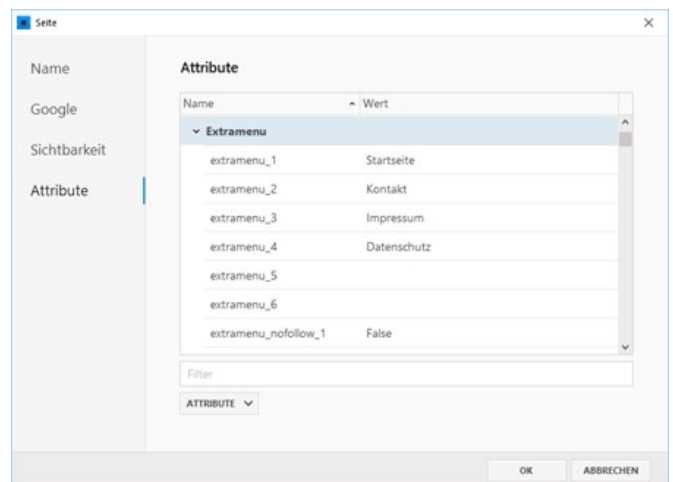 Seite
Name
Google
Sichtbarkeit
Attribute
Attribute
Name Wert
Extramenu
extramenu_1 Startseite
extramenu_2 Kontakt
extramenu_3 Impressum
extramenu_4 Datenschutz
extramenu_5
extramenu_6
extramenu_nofollow_1 False
Filter
ATTRIBUTE
OK ABBRECHEN